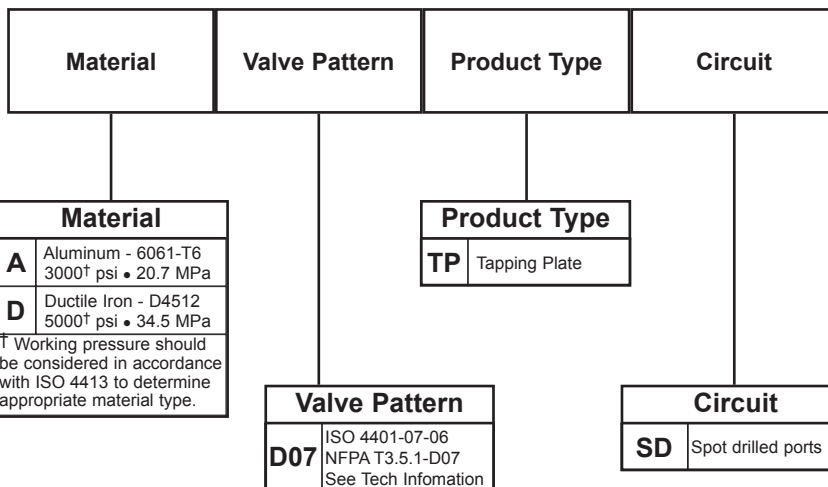 Material
Valve Pattern
Product Type
Circuit
Material
A
Aluminum - 6061-T6
3000† psi • 20.7 MPa
D
Ductile Iron - D4512
5000† psi • 34.5 MPa
† Working pressure should
be considered in accordance
with ISO 4413 to determine
appropriate material type.
Product Type
TP
Tapping Plate
Valve Pattern
D07
ISO 4401-07-06
NFPA T3.5.1-D07
See Tech Infomation
Circuit
SD
Spot drilled ports